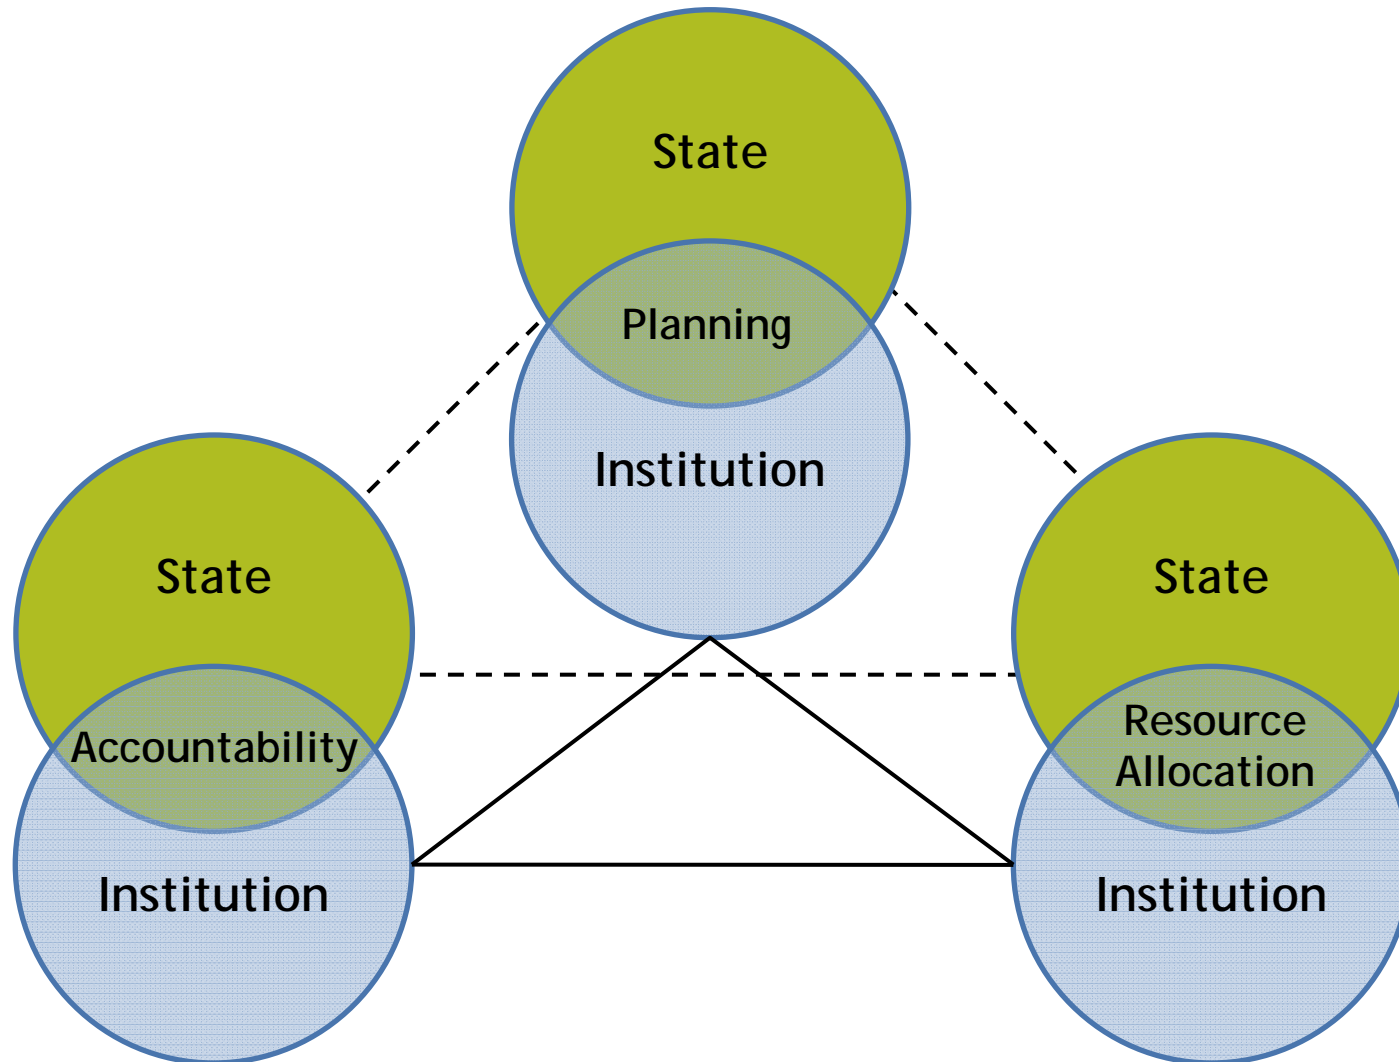 State
Planning
Institution
State
Accountability
Institution
State
Resource
Allocation
Institution